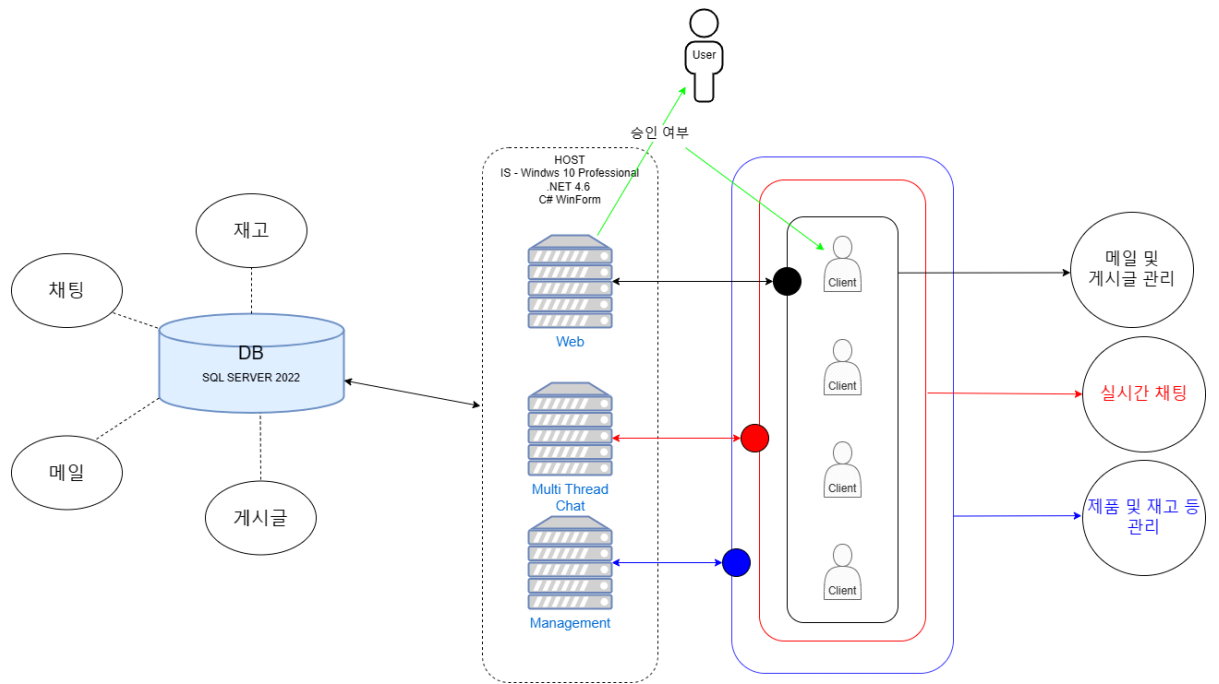 User
승인 여부
HOST
IS - Windws 10 Professional
.NET 4.6
C# WinForm
재고
채팅
DB
SQL SERVER 2022
메일
게시글
Web
Multi Thread
Chat
Management
Client
Client
Client
Client
메일 및
게시글 관리
실시간 채팅
제품 및 재고 등
관리